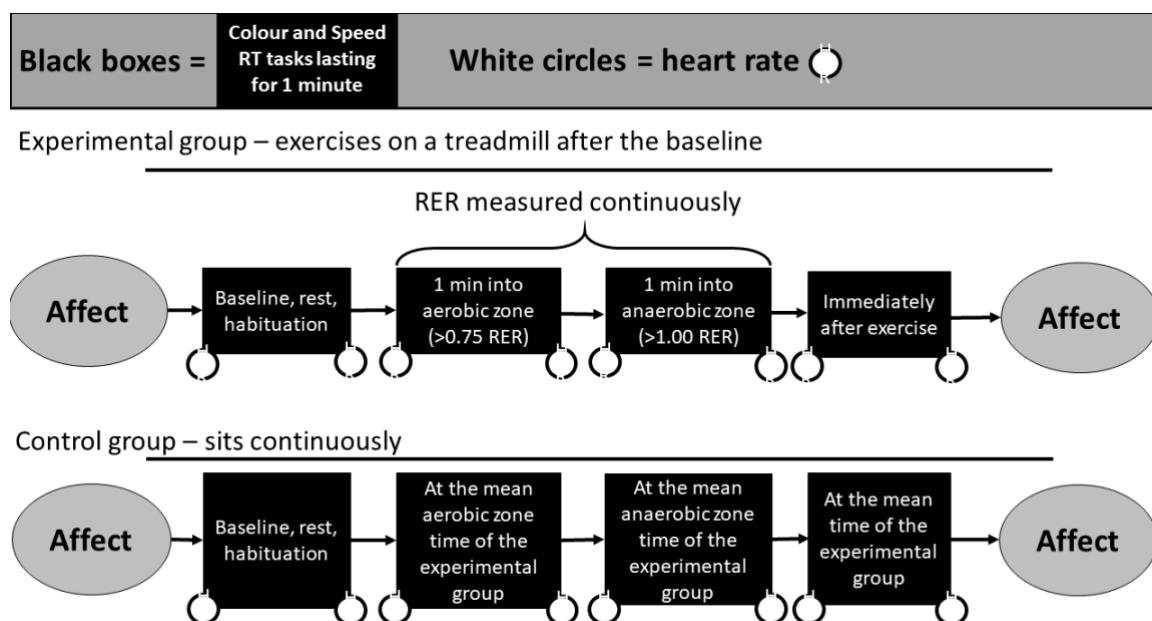 Black boxes =
Colour and Speed
RT tasks lasting
for 1 minute
White circles = heart rate
Experimental group – exercises on a treadmill after the baseline
RER measured continuously
Affect
Baseline, rest,
habituation
1 min into
aerobic zone
(>0.75 RER)
1 min into
anaerobic zone
(>1.00 RER)
Immediately
after exercise
Affect
Control group – sits continuously
Affect
Baseline, rest,
habituation
At the mean
aerobic zone
time of the
experimental
group
At the mean
anaerobic zone
time of the
experimental
group
At the mean
time of the
experimental
group
Affect